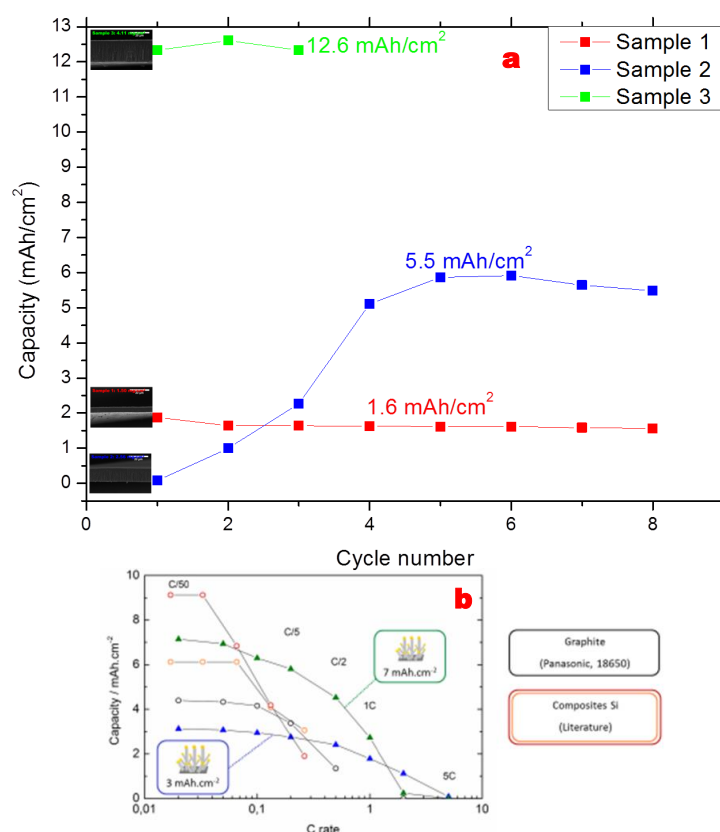 13
12
11
10
9
8
7
6
5
4
3
2
1
0
Capacity (mAh/cm²)
12.6 mAh/cm²
a
Sample 1
Sample 2
Sample 3
5.5 mAh/cm²
1.6 mAh/cm²
0 2 4 6 8
Cycle number
10
8
6
4
2
0
Capacity / mAh.cm⁻²
C/50
b
C/5
C/2
1C
5C
7 mAh.cm⁻²
3 mAh.cm⁻²
0,01 0,1 1 10
C rate
Graphite
(Panasonic, 18650)
Composites Si
(Literature)